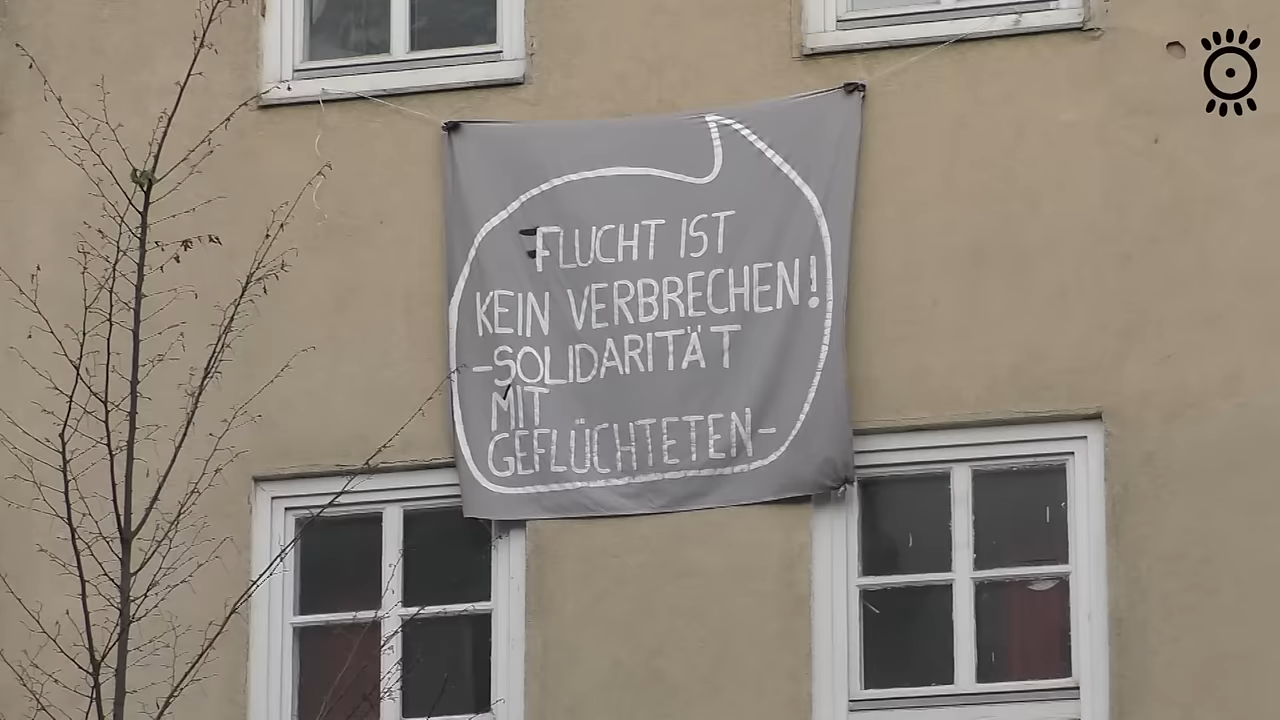 FLUCHT IST
KEIN VERBRECHEN!
-SOLIDARITÄT
MIT
GEFLÜCHTETEN-